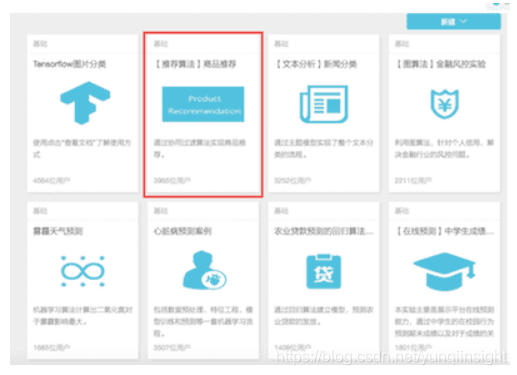 新建
基础
基础
基础
基础
Tensorflow图片分类
【推荐算法】商品推荐
【文本分析】新闻分类
【图算法】金融风控实验
Product
Recommendation
使用点击“查看文档”了解使用方
式
通过协同过滤算法实现商品推
荐。
通过主题模型实现了整个文本分
类的流程。
利用图算法，针对个人信用，解
决金融行业的风控问题。
4584位用户
3985位用户
3252位用户
2211位用户
基础
基础
基础
基础
雾霾天气预测
心脏病预测案例
农业贷款预测的回归算法...
【在线预测】中学生成绩...
贷
机器学习算法计算出二氧化氮对
于雾霾影响最大。
包括数据预处理、特征工程、模
型训练和预测等一套机器学习流
程。
通过回归算法建立模型，预测农
业贷款的发放。
本实验主要是展示平台在线预测
能力，通过中学生的在校园行为
预测期末成绩以及对于成绩的关
1665位用户
3507位用户
1409位用户
1801位用户
https://blog.csdn.net/yunqiinsight